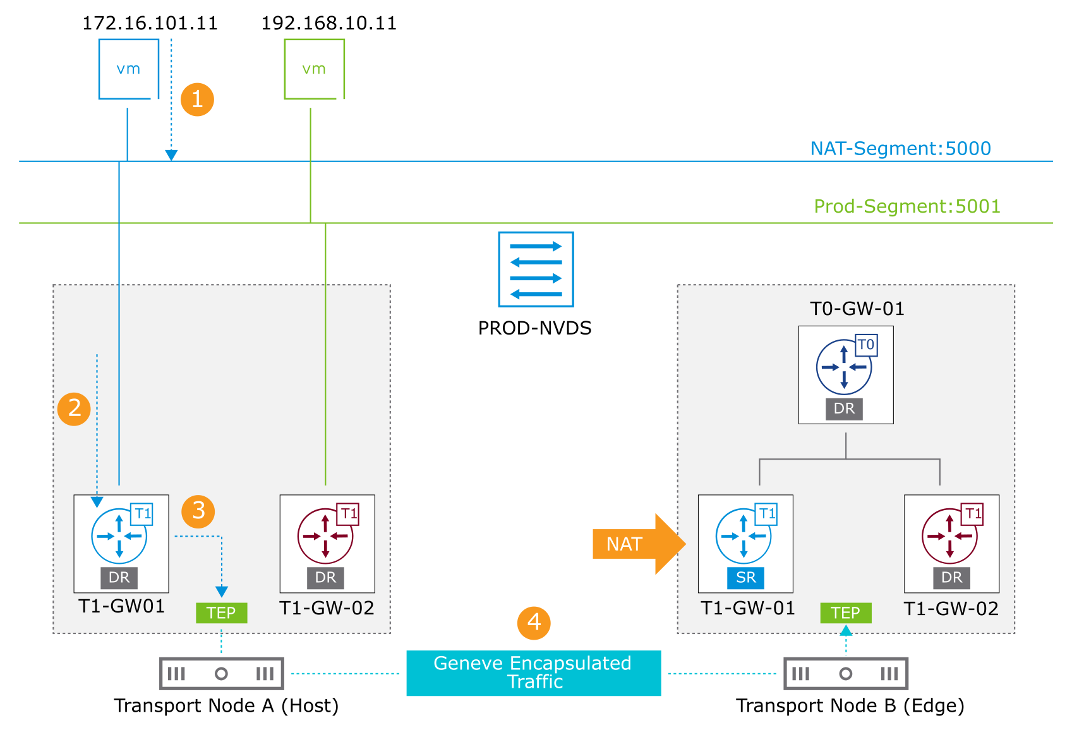 172.16.101.11
192.168.10.11
vm
vm
1
NAT-Segment:5000
Prod-Segment:5001
PROD-NVDS
T0-GW-01
T0
DR
2
T1
3
T1
NAT
T1
T1
DR
DR
SR
DR
T1-GW01
TEP
T1-GW-02
T1-GW-01
TEP
T1-GW-02
4
Geneve Encapsulated
Traffic
Transport Node A (Host)
Transport Node B (Edge)